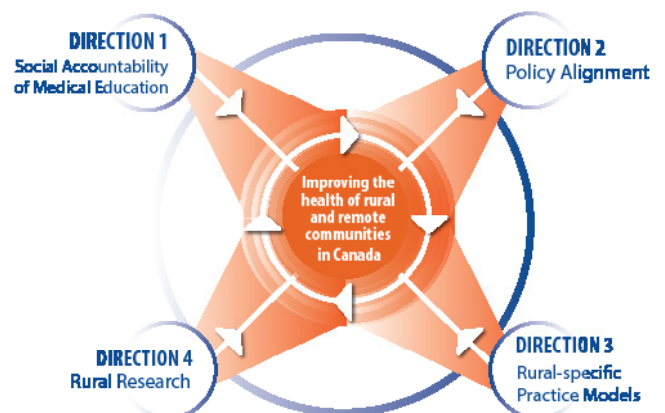 DIRECTION 1
Social Accountability
of Medical Education
DIRECTION 2
Policy Alignment
Improving the
health of rural
and remote
communities
in Canada
DIRECTION 4
Rural Research
DIRECTION 3
Rural-specific
Practice Models